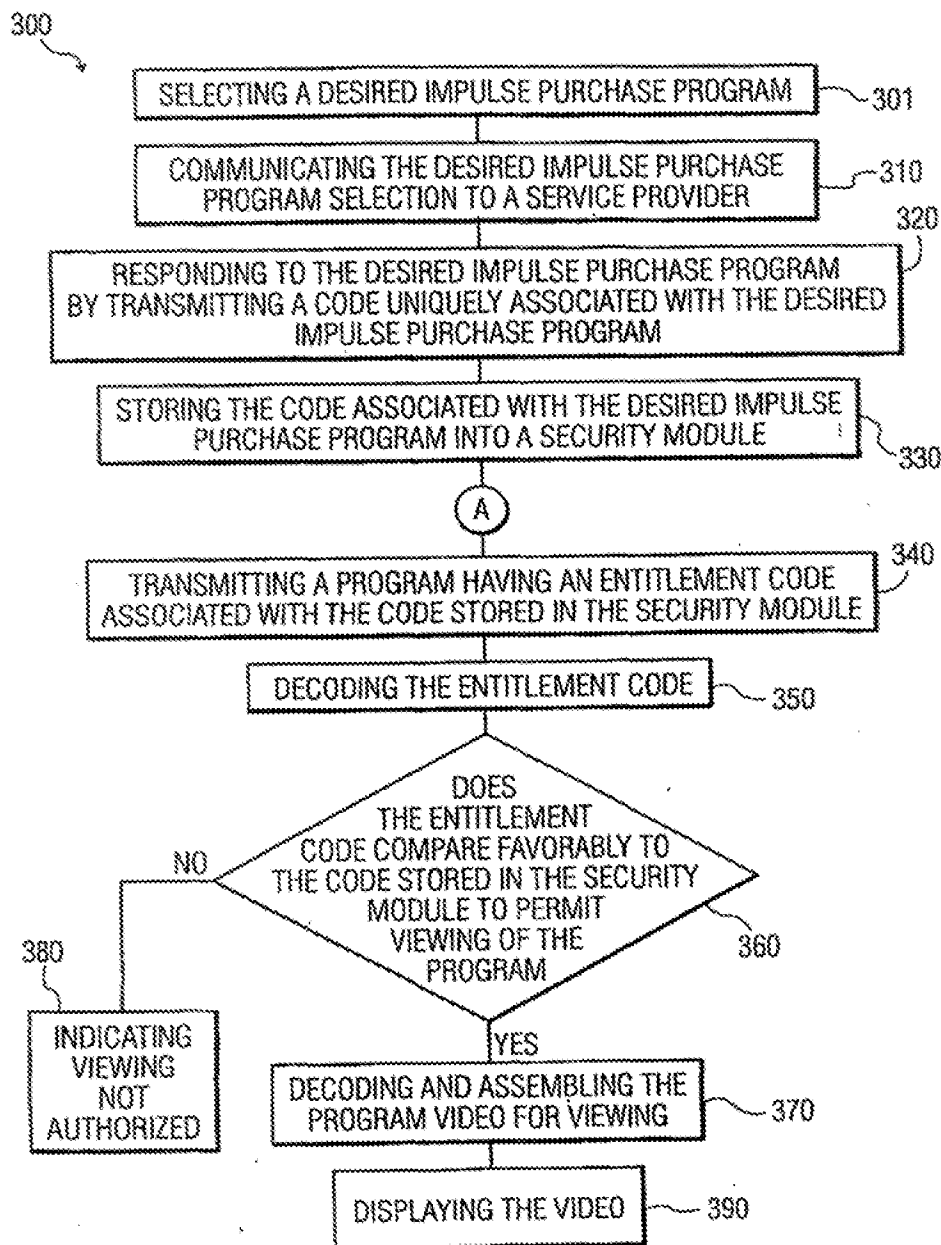 300
SELECTING A DESIRED IMPULSE PURCHASE PROGRAM
301
COMMUNICATING THE DESIRED IMPULSE PURCHASE
PROGRAM SELECTION TO A SERVICE PROVIDER
310
320
RESPONDING TO THE DESIRED IMPULSE PURCHASE PROGRAM
BY TRANSMITTING A CODE UNIQUELY ASSOCIATED WITH THE DESIRED
IMPULSE PURCHASE PROGRAM
STORING THE CODE ASSOCIATED WITH THE DESIRED IMPULSE
PURCHASE PROGRAM INTO A SECURITY MODULE
330
A
340
TRANSMITTING A PROGRAM HAVING AN ENTITLEMENT CODE
ASSOCIATED WITH THE CODE STORED IN THE SECURITY MODULE
DECODING THE ENTITLEMENT CODE
350
DOES
THE ENTITLEMENT
CODE COMPARE FAVORABLY TO
THE CODE STORED IN THE SECURITY
MODULE TO PERMIT
VIEWING OF THE
PROGRAM
360
NO
380
INDICATING
VIEWING
NOT
AUTHORIZED
YES
DECODING AND ASSEMBLING THE
PROGRAM VIDEO FOR VIEWING
370
DISPLAYING THE VIDEO
390